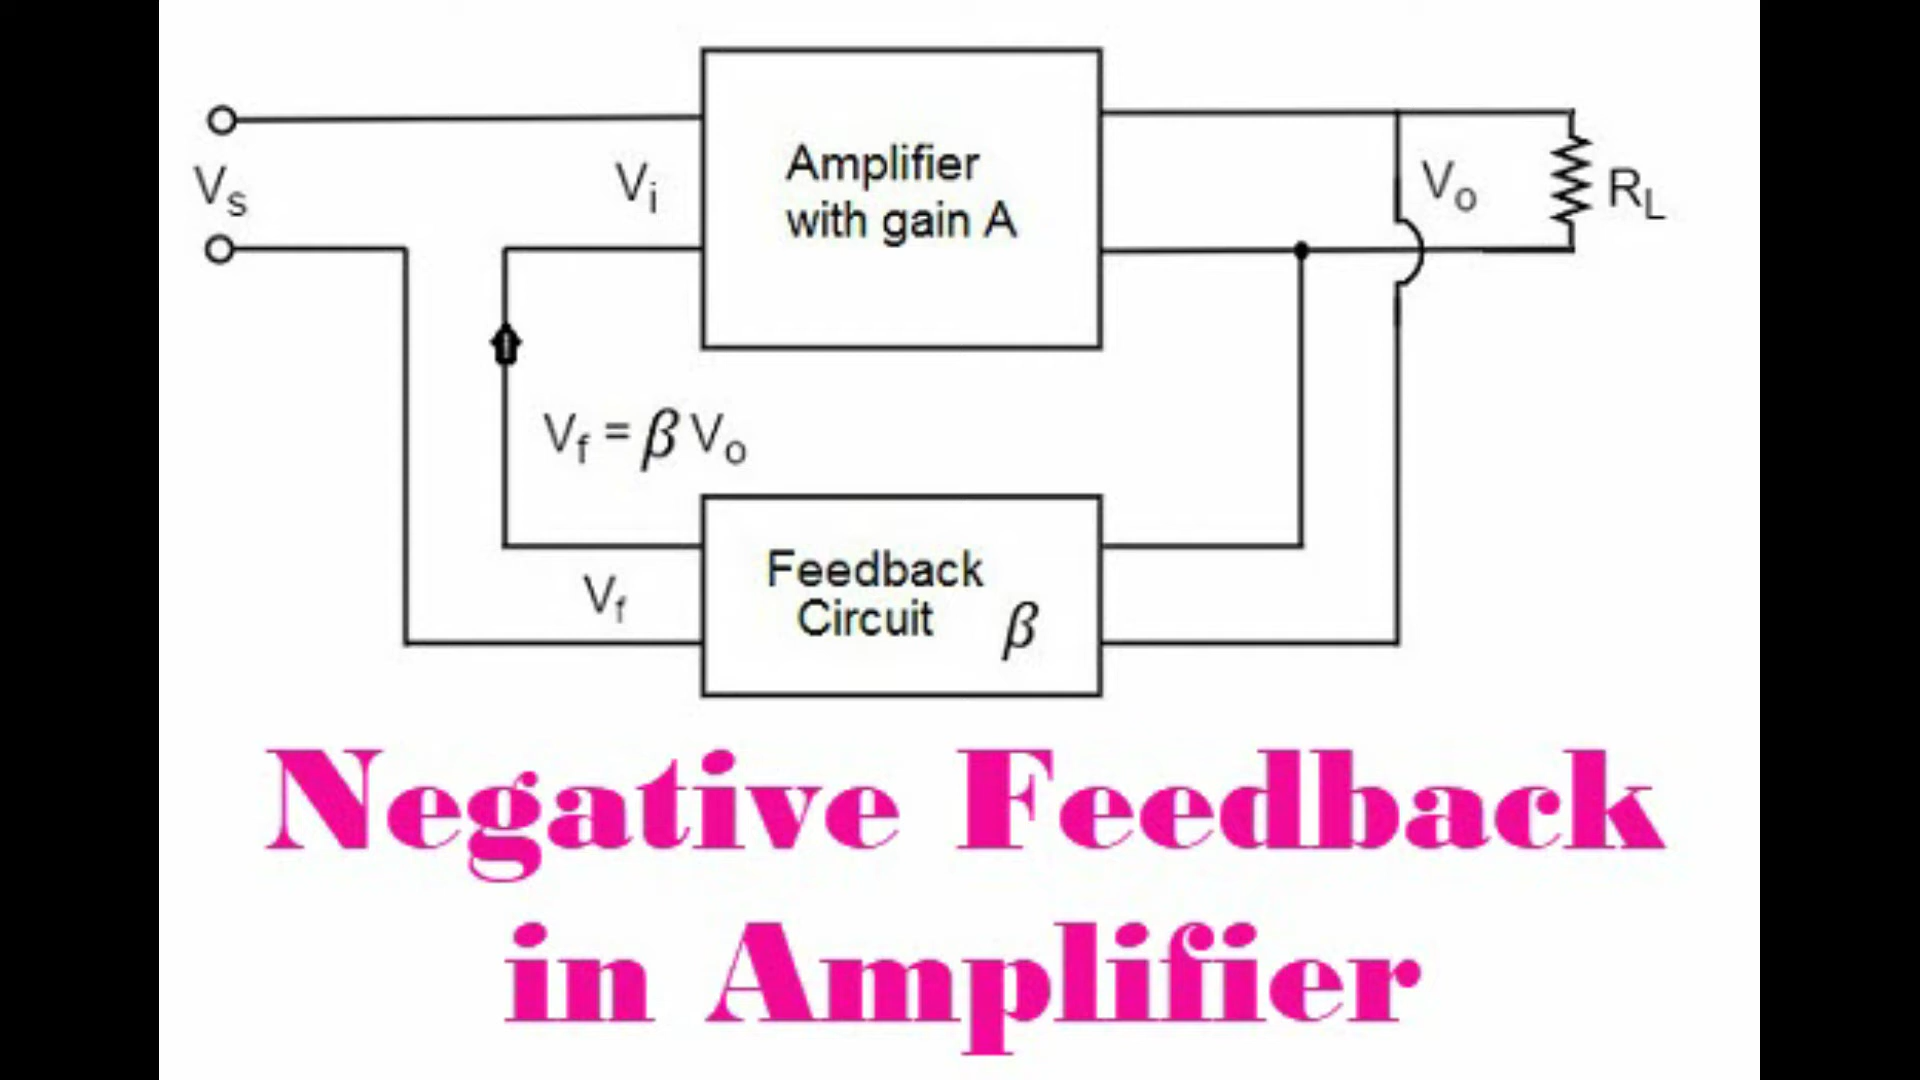 Amplifier
with gain A
Vs
Vi
Vo
RL
Vf = β Vo
Feedback
Circuit β
Vf
Negative Feedback
in Amplifier